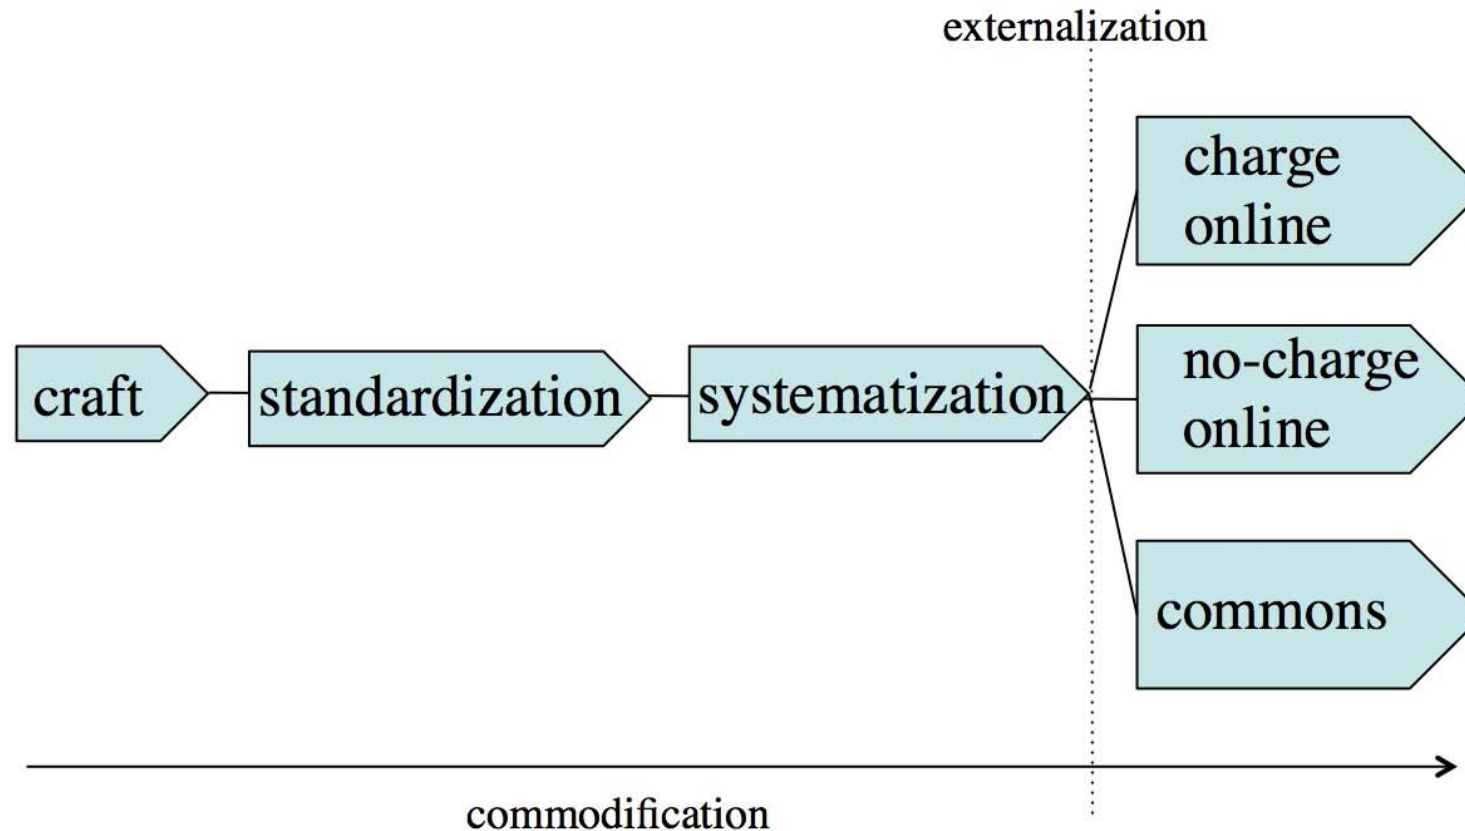 externalization
charge
online
craft
standardization
systematization
no-charge
online
commons
commodification